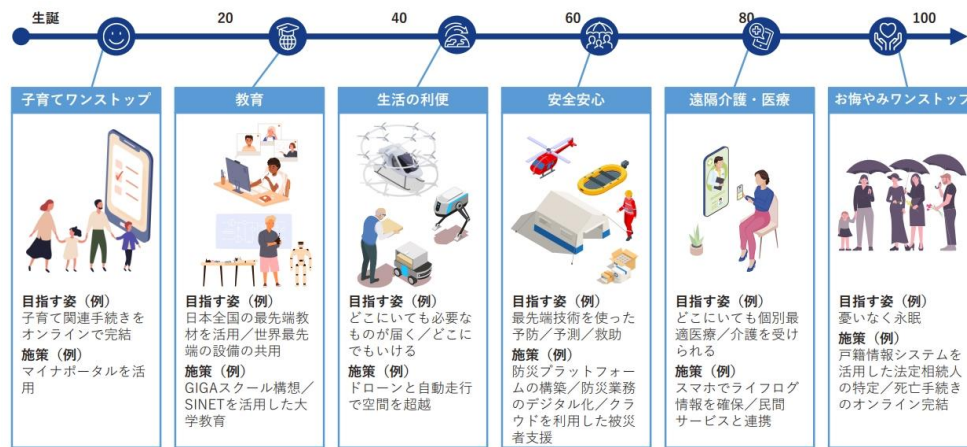 生誕 20 40 60 80 100
子育てワンストップ
目指す姿（例）
子育て関連手続きを
オンラインで完結
施策（例）
マイナポータルを活
用
教育
目指す姿（例）
日本全国の最先端教
材を活用／世界最先
端の設備の共用
施策（例）
GIGAスクール構想／
SINETを活用した大
学教育
生活の利便
目指す姿（例）
どこにいても必要な
ものが届く／どこに
でもいける
施策（例）
ドローンと自動走行
で空間を超越
安全安心
目指す姿（例）
最先端技術を使った
予防／予測／救助
施策（例）
防災プラットフォー
ムの構築／防災業務
のデジタル化／クラ
ウドを利用した被災
者支援
遠隔介護・医療
目指す姿（例）
どこにいても個別最
適医療／介護を受け
られる
施策（例）
スマホでライフログ
情報を確保／民間
サービスと連携
お悔やみワンストップ
目指す姿（例）
憂いなく永眠
施策（例）
戸籍情報システムを
活用した法定相続人
の特定／死亡手続き
のオンライン完結